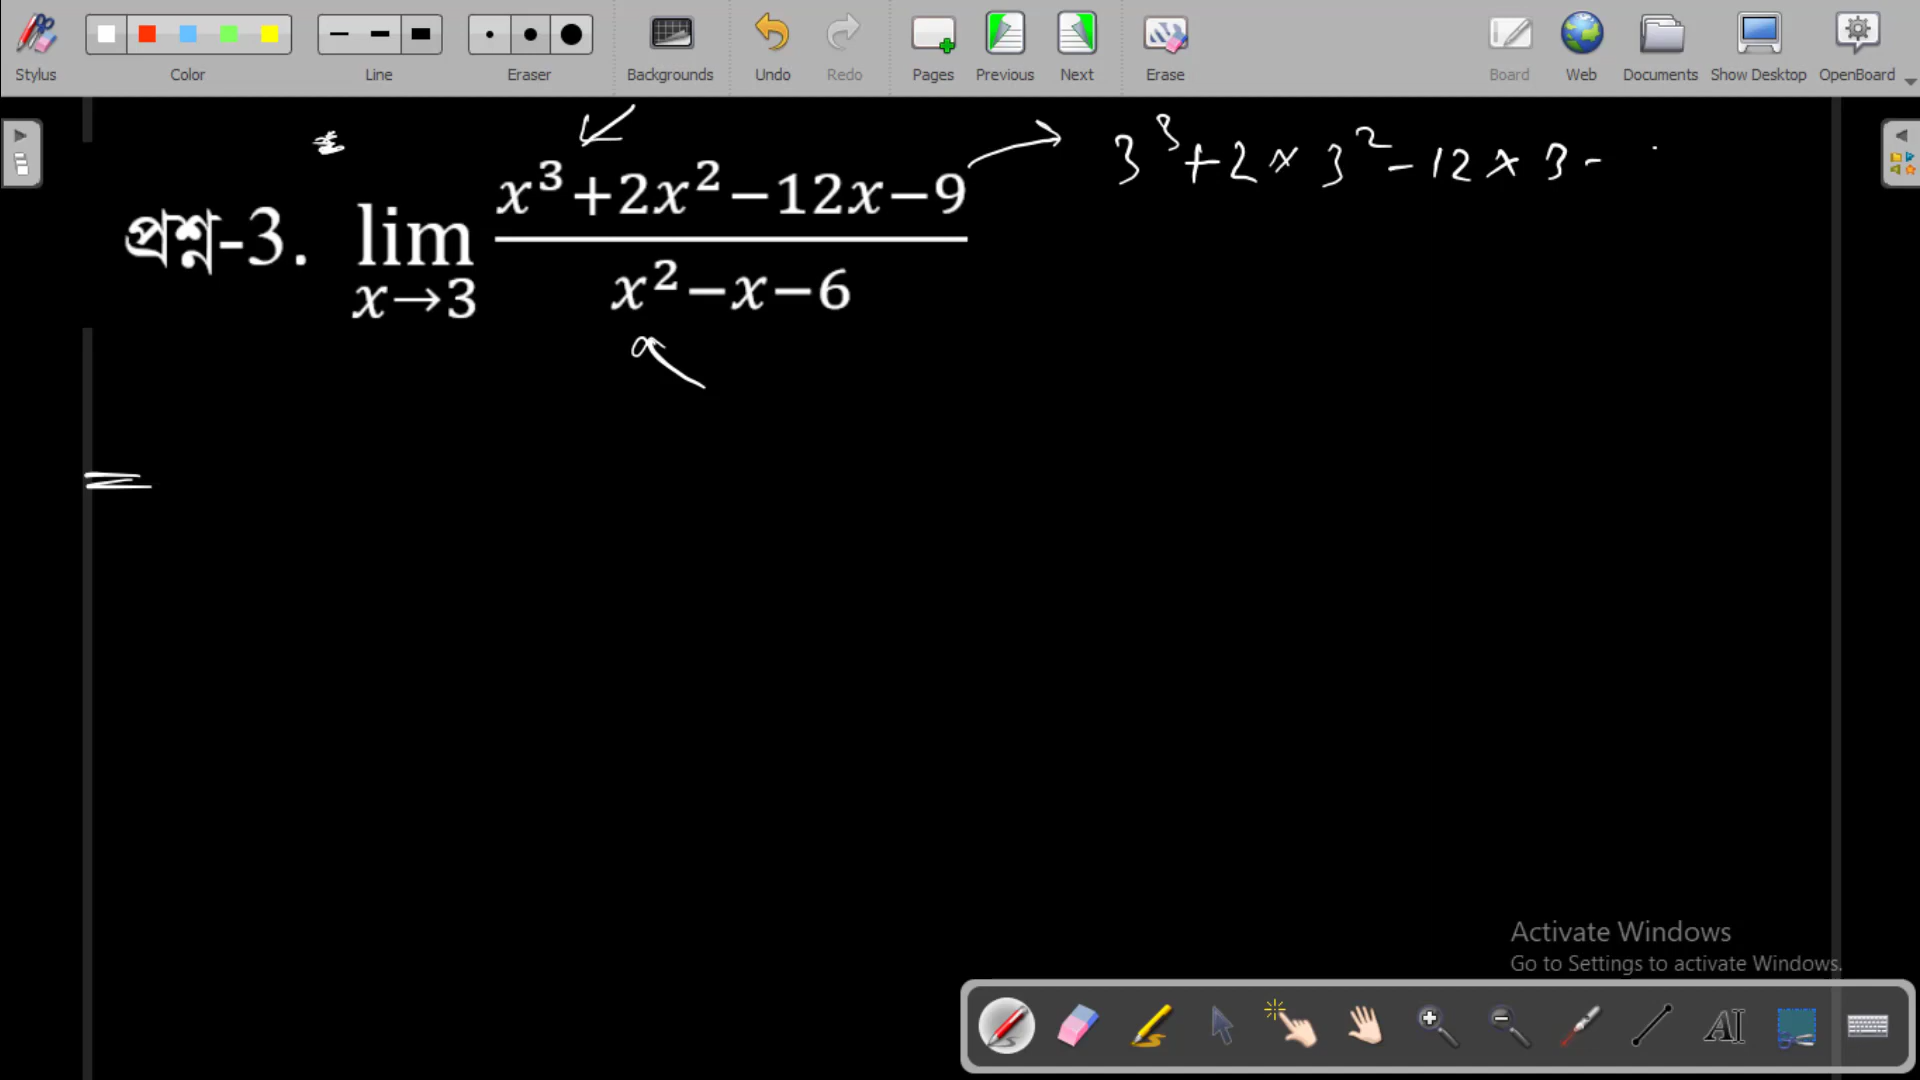 Stylus Color Line Eraser Backgrounds Undo Redo Pages Previous Next Erase Board Web Documents Show Desktop OpenBoard
প্রশ্ন-3. lim x→3 (x³+2x²−12x−9)/(x²−x−6)
3³+2×3²−12×3−
=
Activate Windows
Go to Settings to activate Windows.